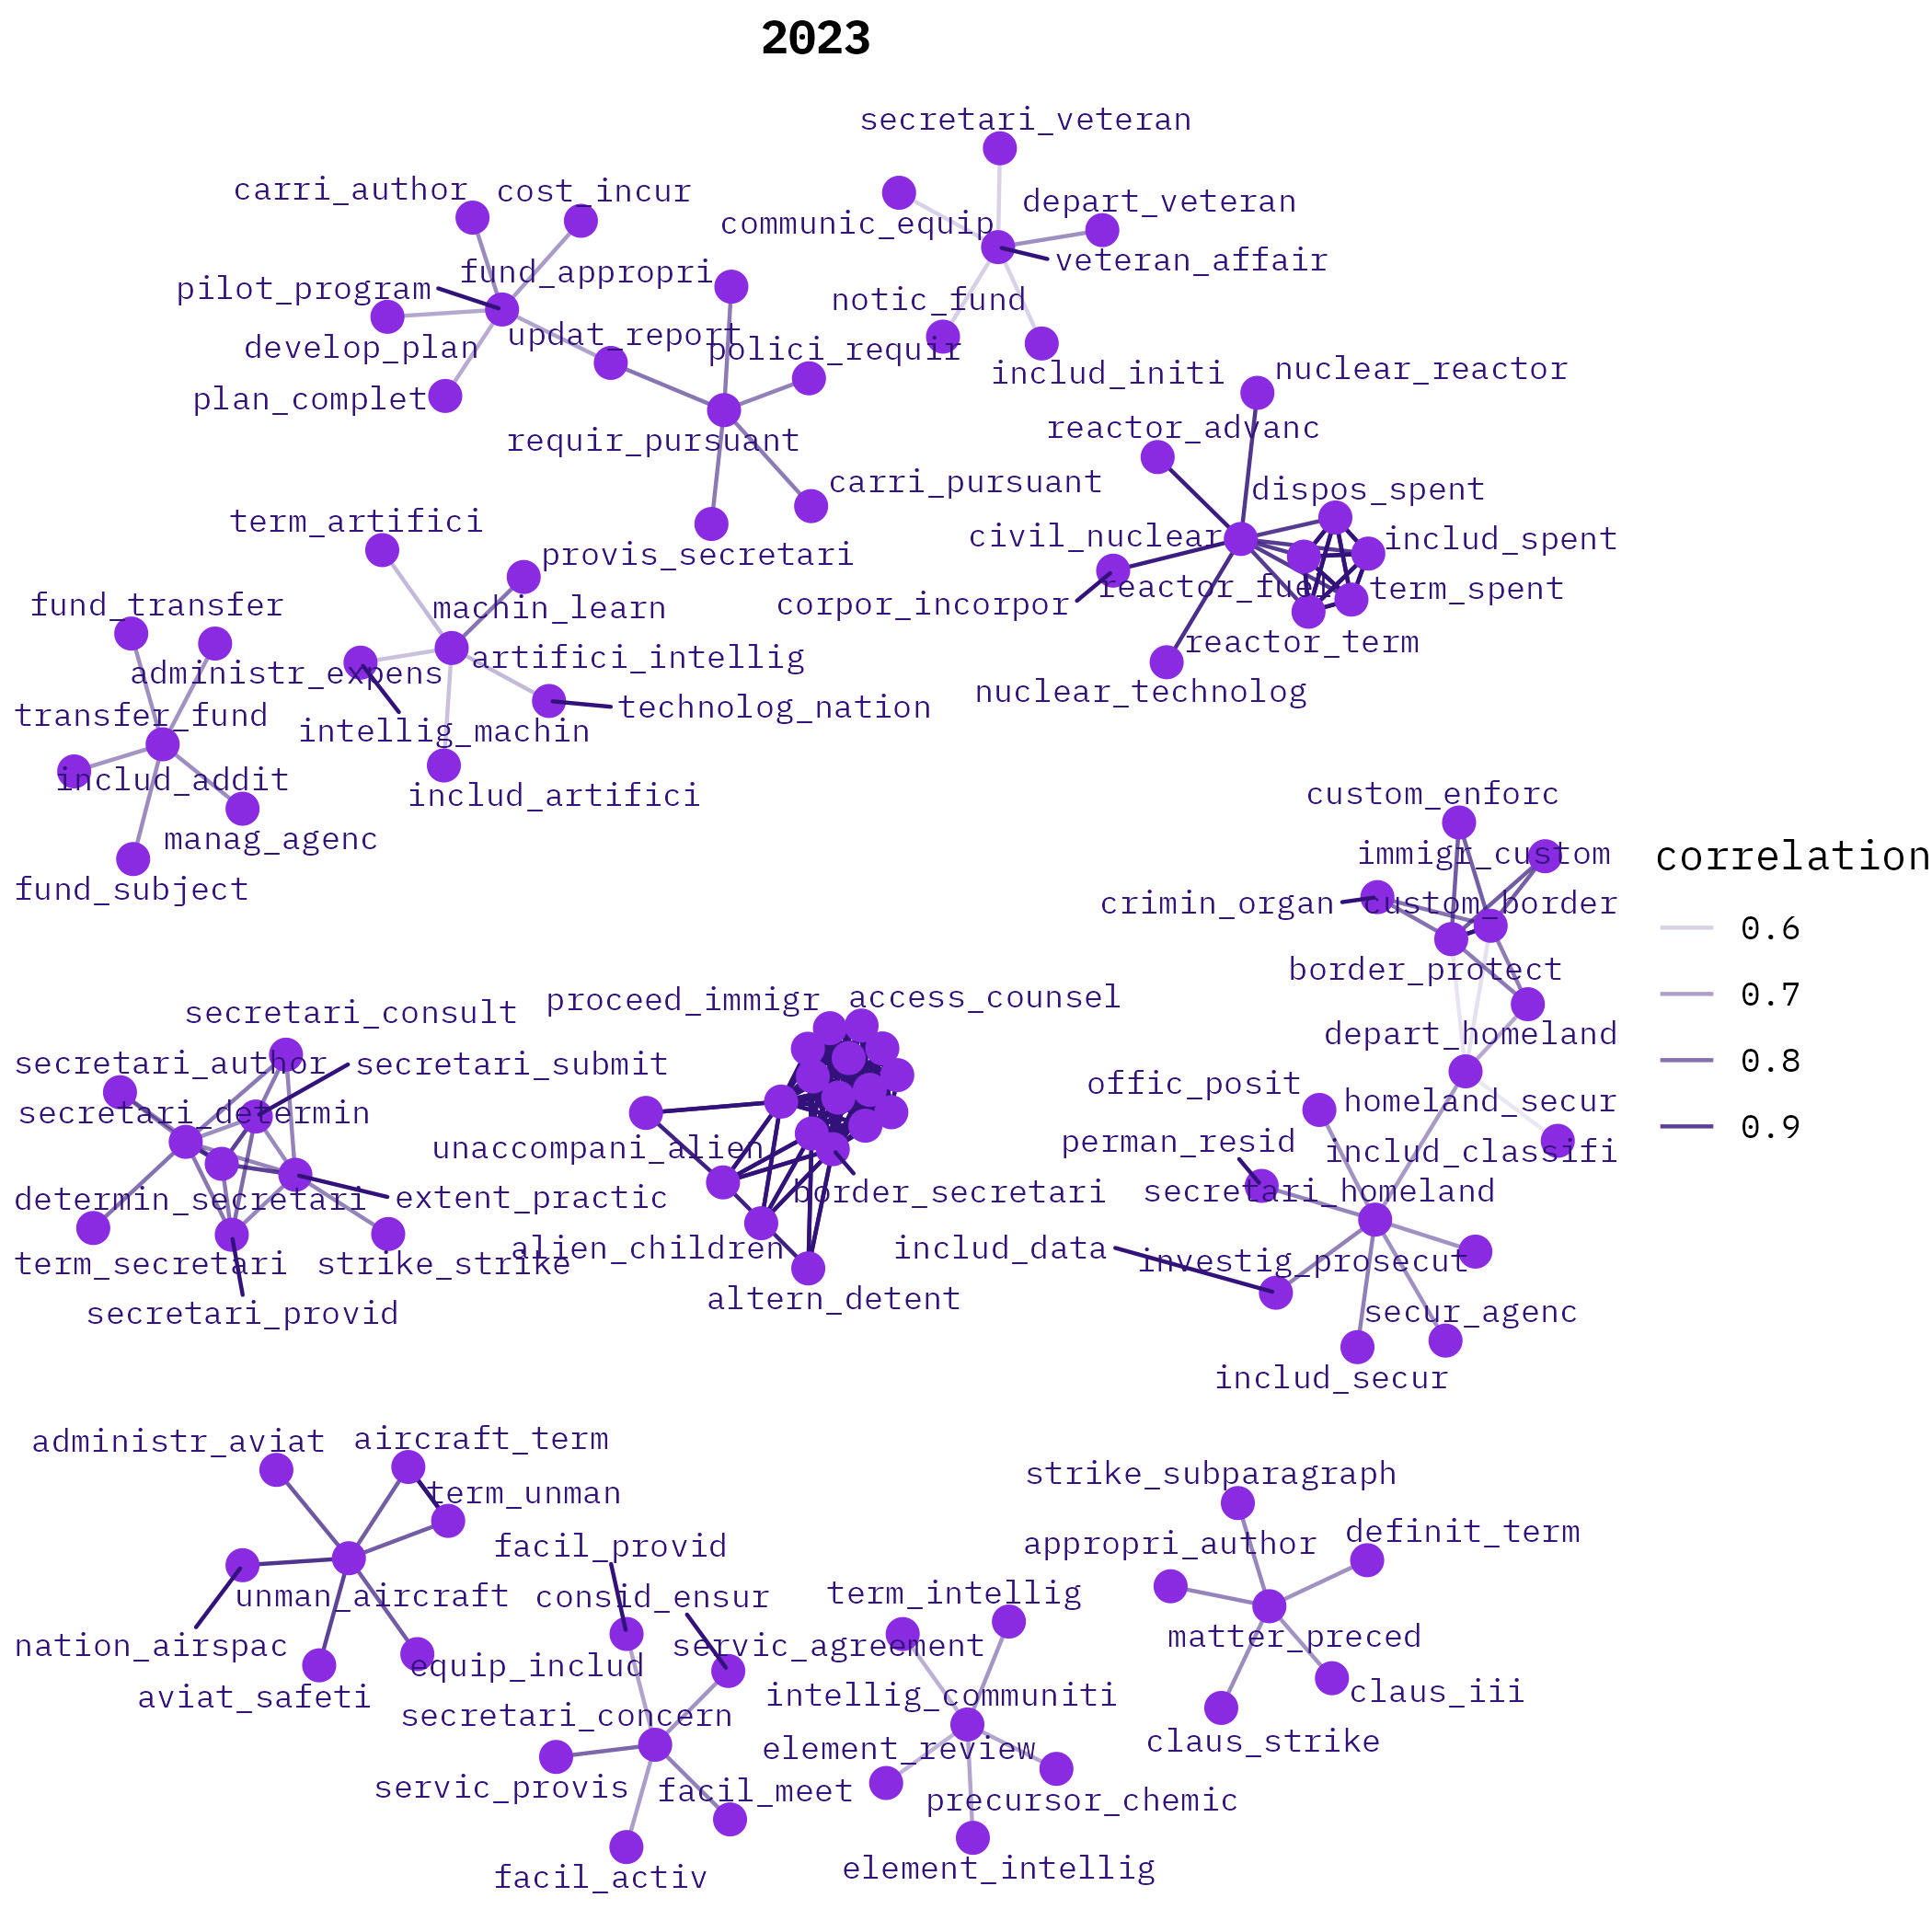 2023
secretari_veteran
carri_author
cost_incur
communic_equip
depart_veteran
veteran_affair
fund_appropri
pilot_program
notic_fund
updat_report
polici_requir
develop_plan
includ_initi
nuclear_reactor
plan_complet
reactor_advanc
requir_pursuant
carri_pursuant
dispos_spent
term_artifici
civil_nuclear
includ_spent
provis_secretari
reactor_fuel
term_spent
fund_transfer
machin_learn
corpor_incorpor
reactor_term
administr_expens
artifici_intellig
nuclear_technolog
transfer_fund
technolog_nation
intellig_machin
includ_addit
includ_artifici
custom_enforc
manag_agenc
immigr_custom
correlation
fund_subject
crimin_organ
custom_border
0.6
border_protect
0.7
secretari_consult
proceed_immigr
access_counsel
depart_homeland
secretari_author
secretari_submit
0.8
offic_posit
homeland_secur
secretari_determin
0.9
unaccompani_alien
perman_resid
includ_classifi
determin_secretari
extent_practic
border_secretari
secretari_homeland
term_secretari
strike_strike
alien_children
includ_data
investig_prosecut
secretari_provid
altern_detent
secur_agenc
includ_secur
administr_aviat
aircraft_term
strike_subparagraph
term_unman
appropri_author
definit_term
facil_provid
unman_aircraft
consid_ensur
term_intellig
nation_airspac
servic_agreement
matter_preced
equip_includ
aviat_safeti
secretari_concern
intellig_communiti
claus_iii
element_review
claus_strike
servic_provis
facil_meet
precursor_chemic
facil_activ
element_intellig